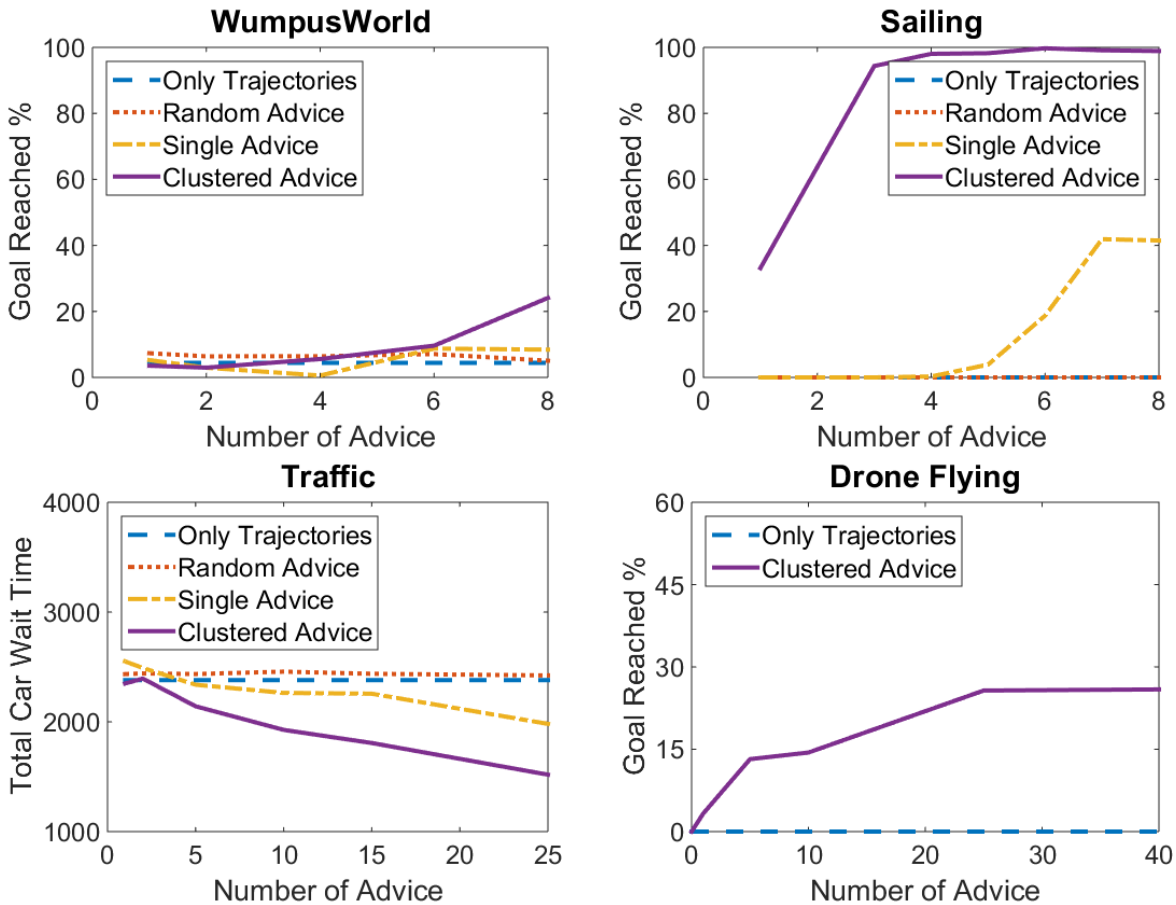 WumpusWorld
100
80
60
40
20
0
Goal Reached %
Only Trajectories
Random Advice
Single Advice
Clustered Advice
0 2 4 6 8
Number of Advice
Sailing
100
80
60
40
20
0
Goal Reached %
Only Trajectories
Random Advice
Single Advice
Clustered Advice
0 2 4 6 8
Number of Advice
Traffic
4000
3000
2000
1000
Total Car Wait Time
Only Trajectories
Random Advice
Single Advice
Clustered Advice
0 5 10 15 20 25
Number of Advice
Drone Flying
60
45
30
15
0
Goal Reached %
Only Trajectories
Clustered Advice
0 10 20 30 40
Number of Advice